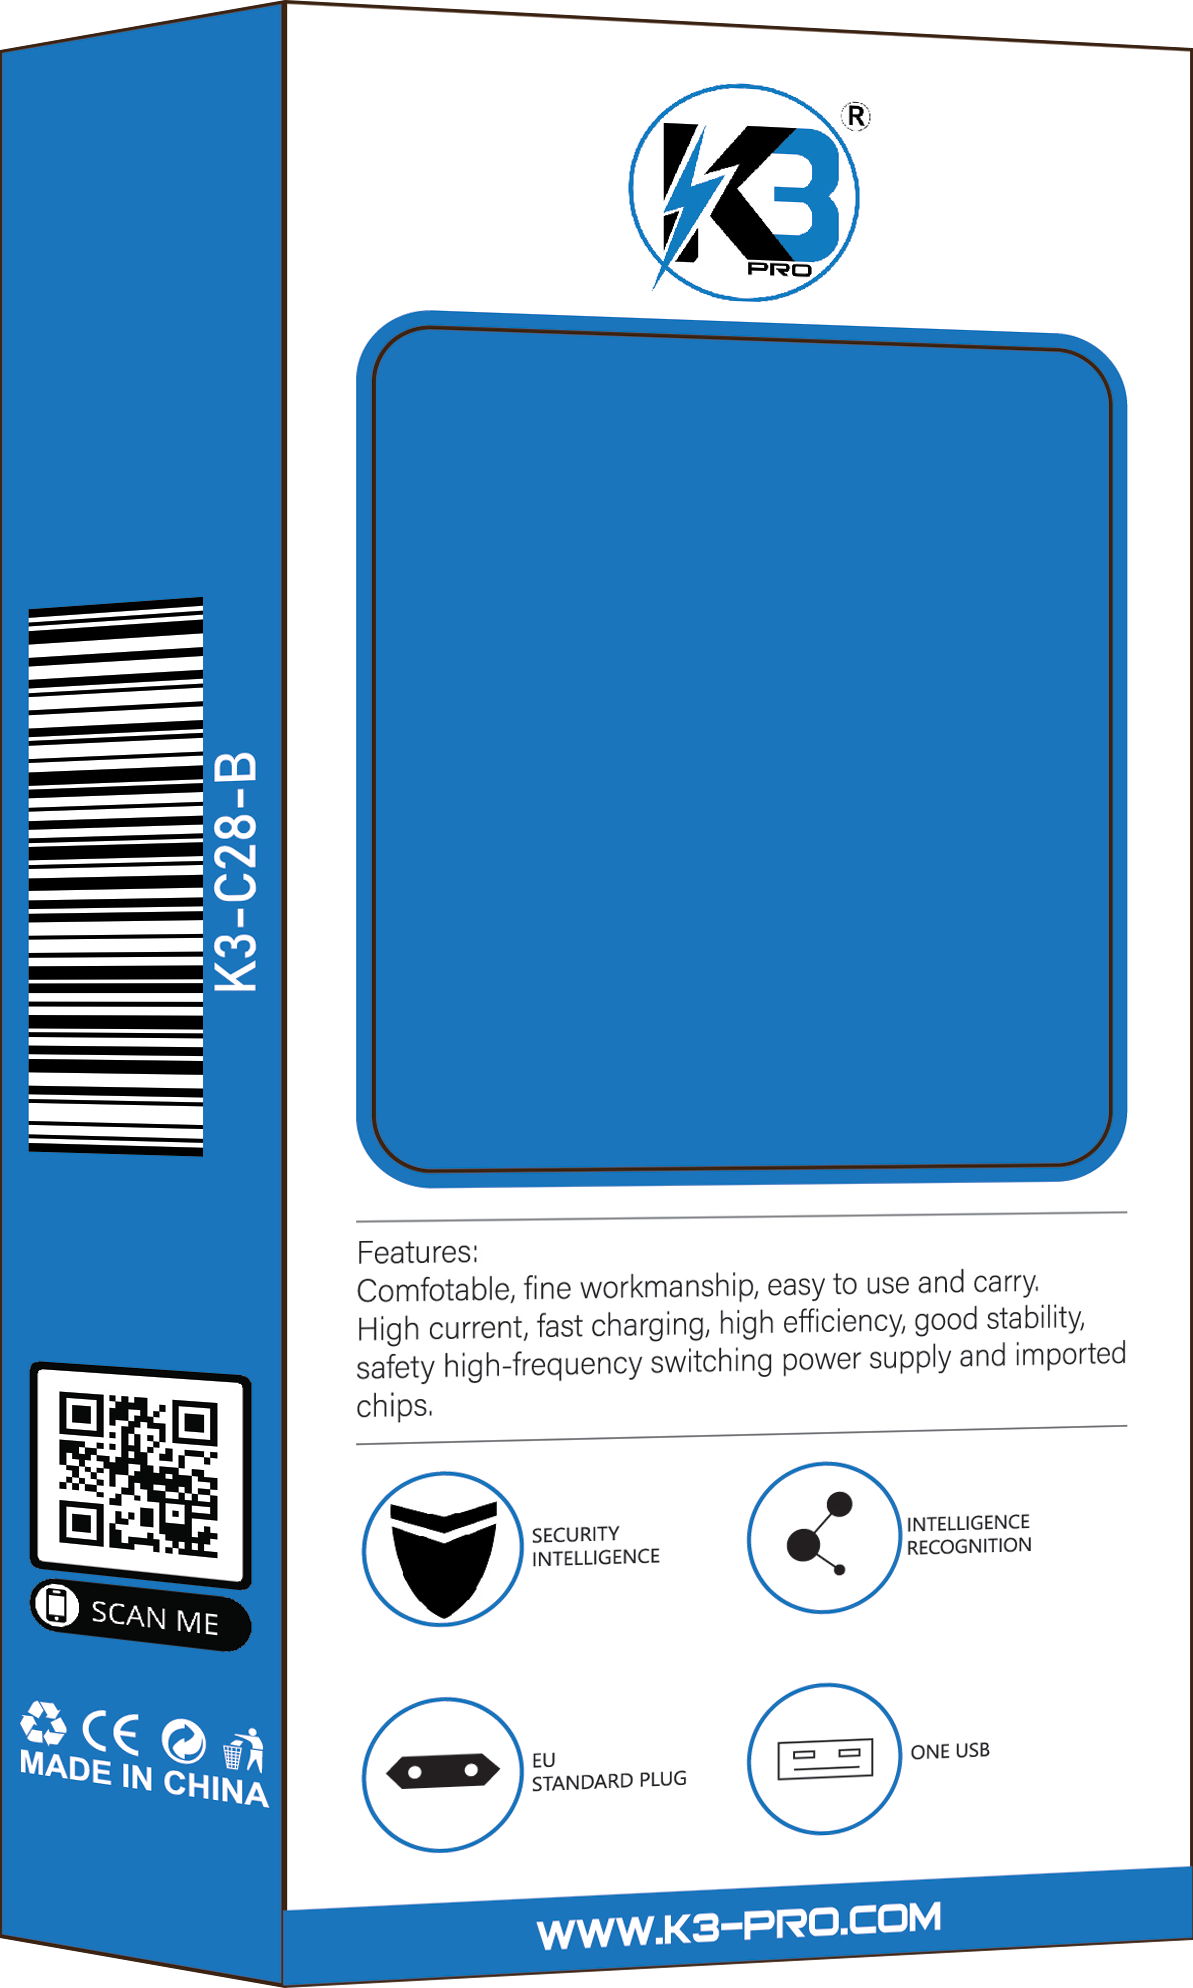 K3
PRO
®
K3-C28-B
Features:
Comfotable, fine workmanship, easy to use and carry.
High current, fast charging, high efficiency, good stability,
safety high-frequency switching power supply and imported
chips.
SECURITY
INTELLIGENCE
INTELLIGENCE
RECOGNITION
EU
STANDARD PLUG
ONE USB
SCAN ME
CE
MADE IN CHINA
WWW.K3-PRO.COM